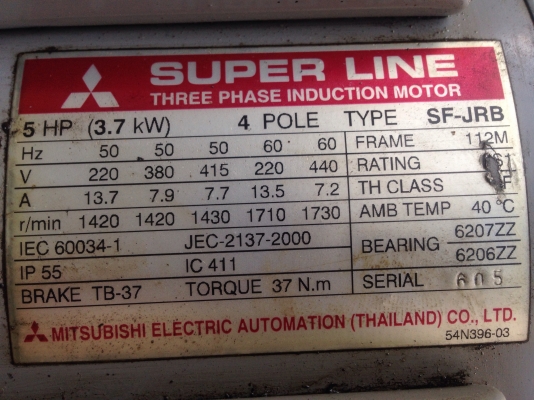 SUPER LINE
THREE PHASE INDUCTION MOTOR
5 HP (3.7 kW) 4 POLE TYPE SF-JRB
Hz 50 50 50 60 60 FRAME 112M
V 220 380 415 220 440 RATING S1
A 13.7 7.9 7.7 13.5 7.2 TH CLASS F
r/min 1420 1420 1430 1710 1730 AMB TEMP 40 °C
IEC 60034-1 JEC-2137-2000 BEARING 6207ZZ
IP 55 IC 411 6206ZZ
BRAKE TB-37 TORQUE 37 N.m SERIAL 605
MITSUBISHI ELECTRIC AUTOMATION (THAILAND) CO., LTD.
54N396-03